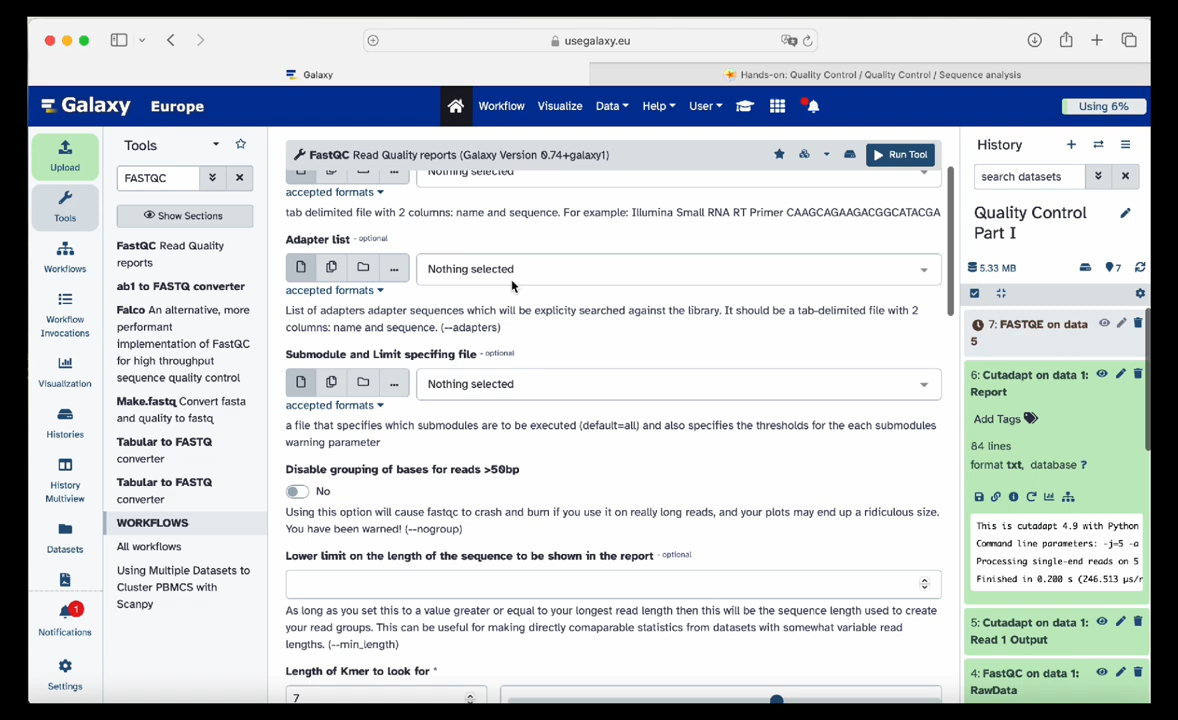 usegalaxy.eu
Galaxy
Hands-on: Quality Control / Quality Control / Sequence analysis
Galaxy Europe
Workflow Visualize Data Help User
Using 6%
Upload
Tools
Workflows
Workflow
Invocations
Visualization
Histories
History
Multiview
Datasets
1
Notifications
Settings
Tools
FASTQC
Show Sections
FastQC Read Quality
reports
ab1 to FASTQ converter
Falco An alternative, more
performant
implementation of FastQC
for high throughput
sequence quality control
Make.fastq Convert fasta
and quality to fastq
Tabular to FASTQ
converter
Tabular to FASTQ
converter
WORKFLOWS
All workflows
Using Multiple Datasets to
Cluster PBMCS with
Scanpy
FastQC Read Quality reports (Galaxy Version 0.74+galaxy1)
Run Tool
Nothing selected
accepted formats
tab delimited file with 2 columns: name and sequence. For example: Illumina Small RNA RT Primer CAAGCAGAAGACGGCATACGA
Adapter list - optional
... Nothing selected
accepted formats
List of adapters adapter sequences which will be explicity searched against the library. It should be a tab-delimited file with 2
columns: name and sequence. (--adapters)
Submodule and Limit specifing file - optional
... Nothing selected
accepted formats
a file that specifies which submodules are to be executed (default=all) and also specifies the thresholds for the each submodules
warning parameter
Disable grouping of bases for reads >50bp
No
Using this option will cause fastqc to crash and burn if you use it on really long reads, and your plots may end up a ridiculous size.
You have been warned! (--nogroup)
Lower limit on the length of the sequence to be shown in the report - optional
As long as you set this to a value greater or equal to your longest read length then this will be the sequence length used to create
your read groups. This can be useful for making directly comaparable statistics from datasets with somewhat variable read
lengths. (--min_length)
Length of Kmer to look for *
7
History
search datasets
Quality Control
Part I
5.33 MB
7
7: FASTQE on data
5
6: Cutadapt on data 1:
Report
Add Tags
84 lines
format txt, database ?
This is cutadapt 4.9 with Python
Command line parameters: -j=5 -a
Processing single-end reads on 5
Finished in 0.200 s (246.513 µs/r
5: Cutadapt on data 1:
Read 1 Output
4: FastQC on data 1:
RawData